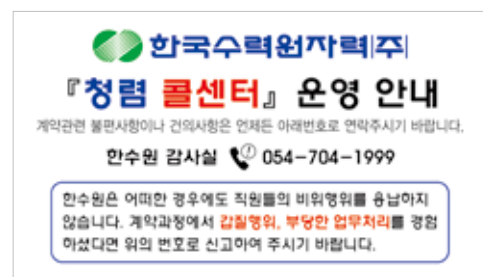 한국수력원자력|주|
『청렴 콜센터』 운영 안내
계약관련 불편사항이나 건의사항은 언제든 아래번호로 연락주시기 바랍니다.
한수원 감사실 054-704-1999
한수원은 어떠한 경우에도 직원들의 비위행위를 용납하지
않습니다. 계약과정에서 갑질행위, 부당한 업무처리를 경험
하셨다면 위의 번호로 신고하여 주시기 바랍니다.